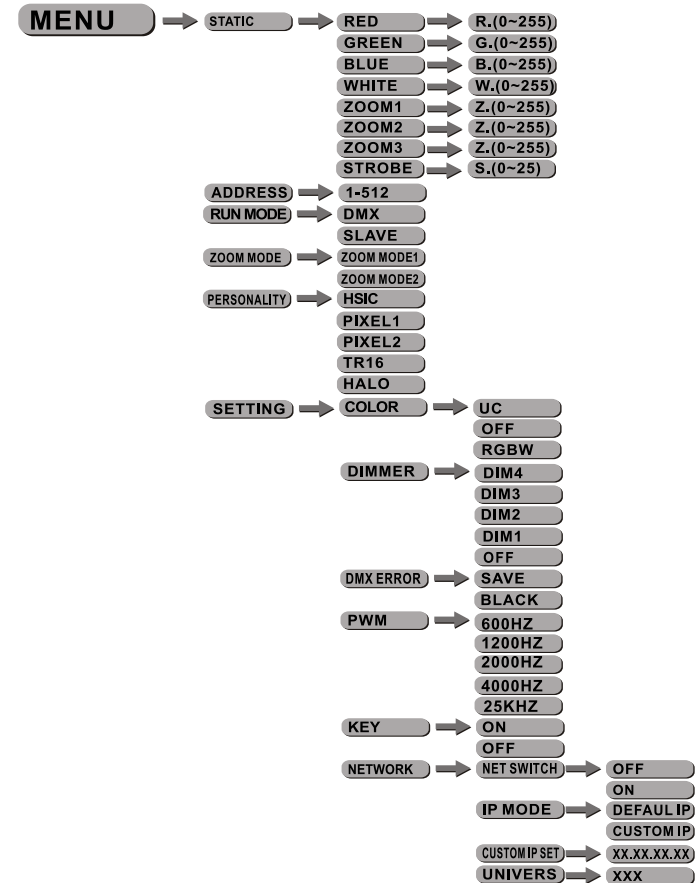 MENU STATIC RED R.(0~255)
GREEN G.(0~255)
BLUE B.(0~255)
WHITE W.(0~255)
ZOOM1 Z.(0~255)
ZOOM2 Z.(0~255)
ZOOM3 Z.(0~255)
STROBE S.(0~25)
ADDRESS 1-512
RUN MODE DMX
SLAVE
ZOOM MODE ZOOM MODE1
ZOOM MODE2
PERSONALITY HSIC
PIXEL1
PIXEL2
TR16
HALO
SETTING COLOR UC
OFF
RGBW
DIMMER DIM4
DIM3
DIM2
DIM1
OFF
DMX ERROR SAVE
BLACK
PWM 600HZ
1200HZ
2000HZ
4000HZ
25KHZ
KEY ON
OFF
NETWORK NET SWITCH OFF
ON
IP MODE DEFAUL IP
CUSTOM IP
CUSTOM IP SET XX.XX.XX.XX
UNIVERS XXX